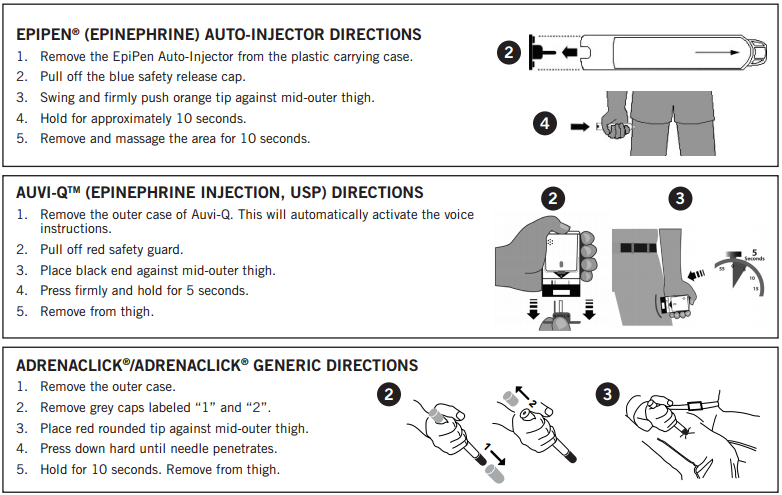 EPIPEN® (EPINEPHRINE) AUTO-INJECTOR DIRECTIONS
1. Remove the EpiPen Auto-Injector from the plastic carrying case.
2. Pull off the blue safety release cap.
3. Swing and firmly push orange tip against mid-outer thigh.
4. Hold for approximately 10 seconds.
5. Remove and massage the area for 10 seconds.
2
4
AUVI-Q™ (EPINEPHRINE INJECTION, USP) DIRECTIONS
1. Remove the outer case of Auvi-Q. This will automatically activate the voice
instructions.
2. Pull off red safety guard.
3. Place black end against mid-outer thigh.
4. Press firmly and hold for 5 seconds.
5. Remove from thigh.
2
3
5
Seconds
55
10
15
ADRENACLICK®/ADRENACLICK® GENERIC DIRECTIONS
1. Remove the outer case.
2. Remove grey caps labeled “1” and “2”.
3. Place red rounded tip against mid-outer thigh.
4. Press down hard until needle penetrates.
5. Hold for 10 seconds. Remove from thigh.
2
1
2
3